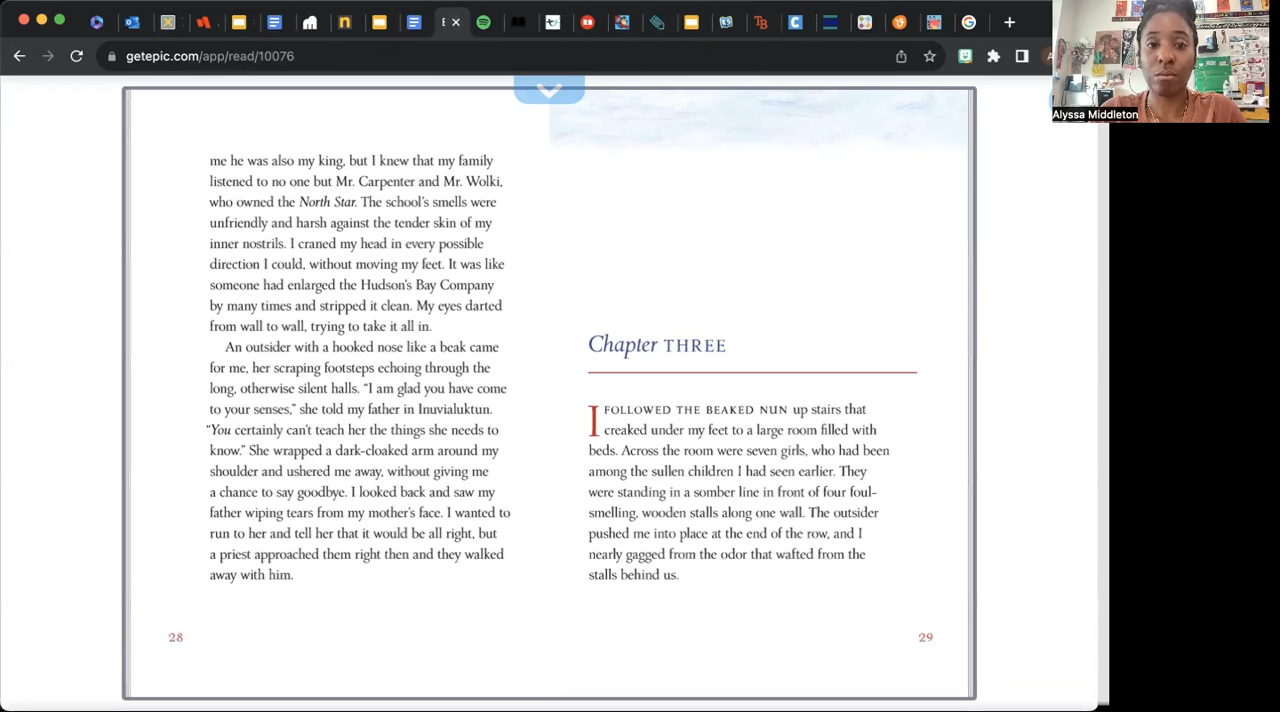 getepic.com/app/read/10076
Alyssa Middleton
me he was also my king, but I knew that my family
listened to no one but Mr. Carpenter and Mr. Wolki,
who owned the North Star. The school's smells were
unfriendly and harsh against the tender skin of my
inner nostrils. I craned my head in every possible
direction I could, without moving my feet. It was like
someone had enlarged the Hudson's Bay Company
by many times and stripped it clean. My eyes darted
from wall to wall, trying to take it all in.
An outsider with a hooked nose like a beak came
for me, her scraping footsteps echoing through the
long, otherwise silent halls. "I am glad you have come
to your senses," she told my father in Inuvialuktun.
"You certainly can't teach her the things she needs to
know." She wrapped a dark-cloaked arm around my
shoulder and ushered me away, without giving me
a chance to say goodbye. I looked back and saw my
father wiping tears from my mother's face. I wanted to
run to her and tell her that it would be all right, but
a priest approached them right then and they walked
away with him.
28
Chapter THREE
I FOLLOWED THE BEAKED NUN up stairs that
creaked under my feet to a large room filled with
beds. Across the room were seven girls, who had been
among the sullen children I had seen earlier. They
were standing in a somber line in front of four foul-
smelling, wooden stalls along one wall. The outsider
pushed me into place at the end of the row, and I
nearly gagged from the odor that wafted from the
stalls behind us.
29